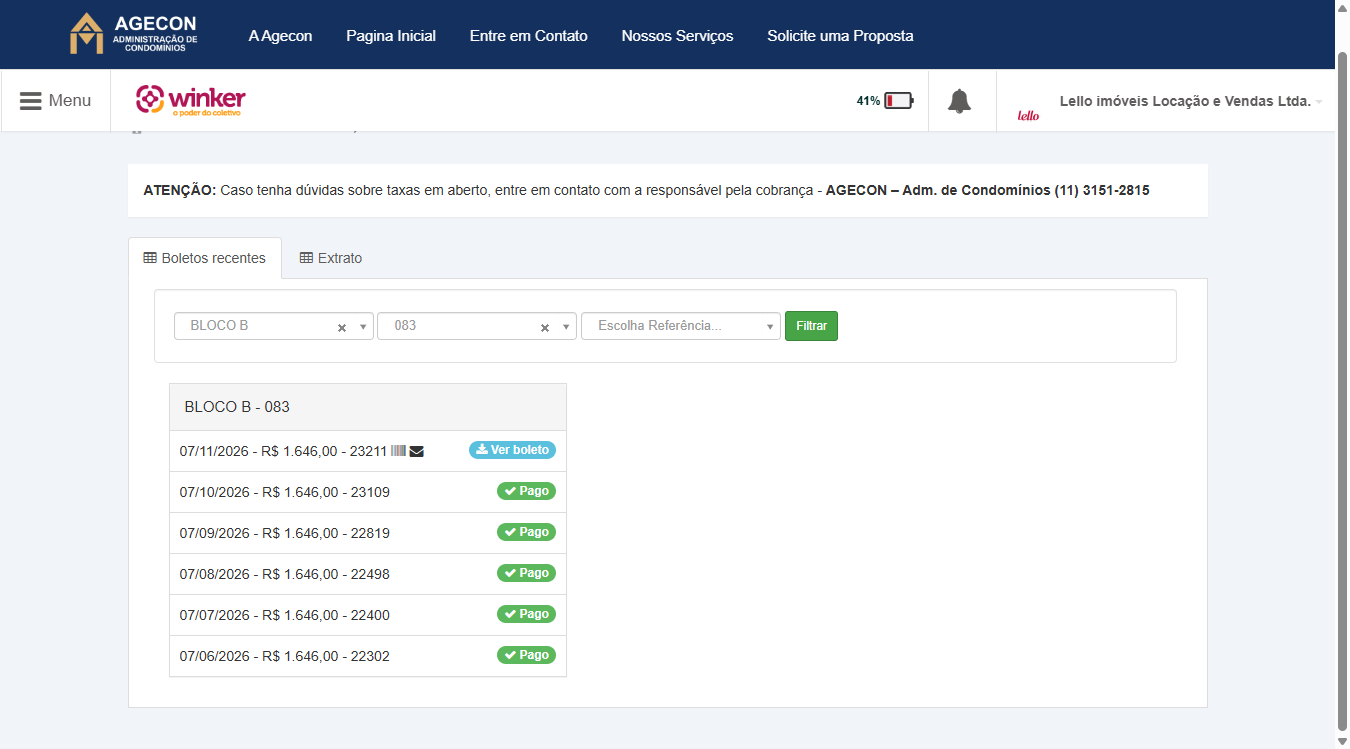 AGECON
ADMINISTRAÇÃO DE
CONDOMÍNIOS
A Agecon
Pagina Inicial
Entre em Contato
Nossos Serviços
Solicite uma Proposta
Menu
winker
o poder do coletivo
41%
lello
Lello imóveis Locação e Vendas Ltda.
ATENÇÃO: Caso tenha dúvidas sobre taxas em aberto, entre em contato com a responsável pela cobrança - AGECON – Adm. de Condomínios (11) 3151-2815
Boletos recentes
Extrato
BLOCO B
083
Escolha Referência...
Filtrar
BLOCO B - 083
07/11/2026 - R$ 1.646,00 - 23211 Ver boleto
07/10/2026 - R$ 1.646,00 - 23109 Pago
07/09/2026 - R$ 1.646,00 - 22819 Pago
07/08/2026 - R$ 1.646,00 - 22498 Pago
07/07/2026 - R$ 1.646,00 - 22400 Pago
07/06/2026 - R$ 1.646,00 - 22302 Pago